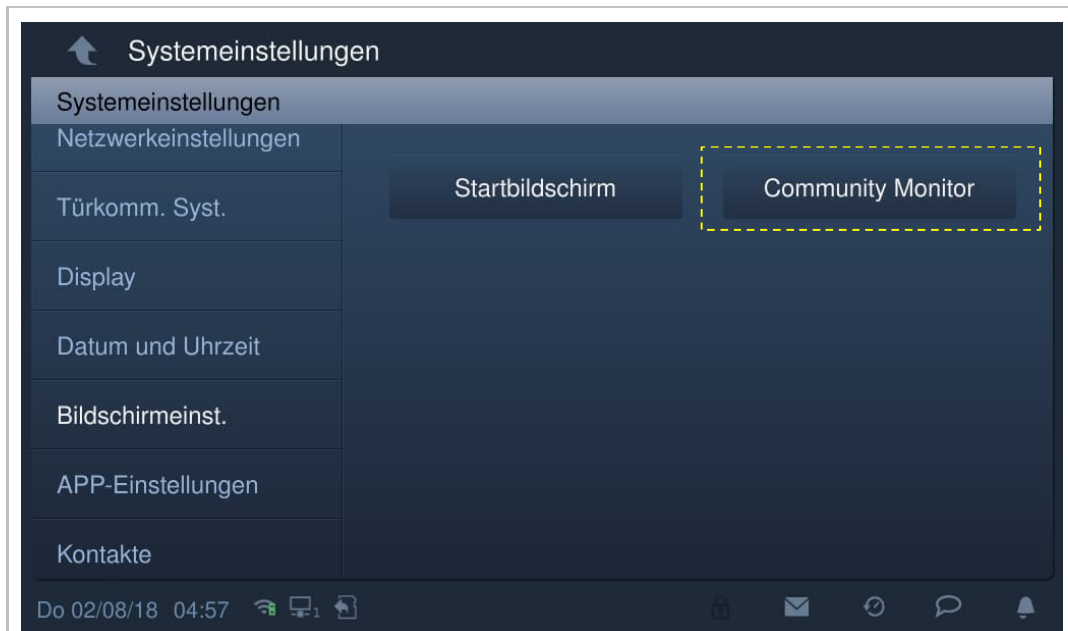 Systemeinstellungen
Systemeinstellungen
Netzwerkeinstellungen
Türkomm. Syst.
Display
Datum und Uhrzeit
Bildschirmeinst.
APP-Einstellungen
Kontakte
Startbildschirm
Community Monitor
Do 02/08/18 04:57 1